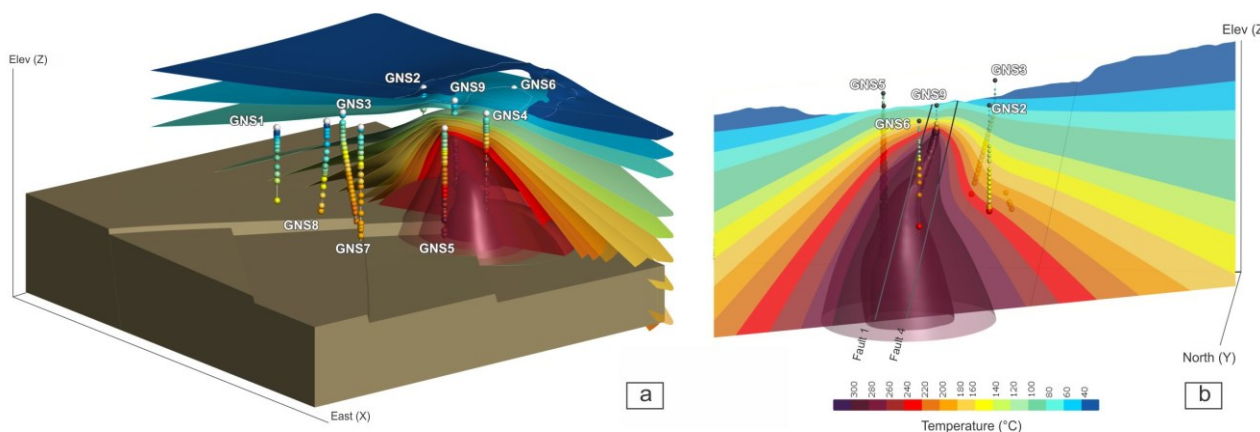 Elev (Z)
GNS2
GNS6
GNS9
GNS3
GNS4
GNS1
GNS8
GNS7
GNS5
East (X)
a
Elev (Z
GNS3
GNS5
GNS9
GNS2
GNS6
Fault 1
Fault 4
North (Y)
300 280 260 240 220 200 180 160 140 120 100 80 60 40
Temperature (°C)
b